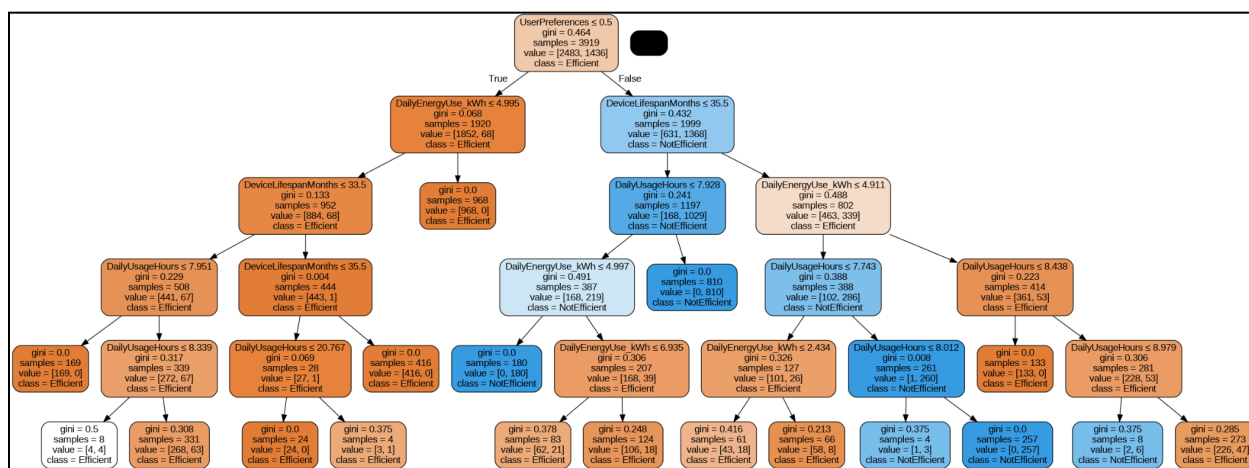 UserPreferences ≤ 0.5
gini = 0.464
samples = 3919
value = [2483, 1436]
class = Efficient
True
False
DailyEnergyUse_kWh ≤ 4.995
gini = 0.068
samples = 1920
value = [1852, 68]
class = Efficient
DeviceLifespanMonths ≤ 35.5
gini = 0.432
samples = 1999
value = [631, 1368]
class = NotEfficient
DeviceLifespanMonths ≤ 33.5
gini = 0.133
samples = 952
value = [884, 68]
class = Efficient
gini = 0.0
samples = 968
value = [968, 0]
class = Efficient
DailyUsageHours ≤ 7.928
gini = 0.241
samples = 1197
value = [168, 1029]
class = NotEfficient
DailyEnergyUse_kWh ≤ 4.911
gini = 0.488
samples = 802
value = [463, 339]
class = Efficient
DailyUsageHours ≤ 7.951
gini = 0.229
samples = 508
value = [441, 67]
class = Efficient
DeviceLifespanMonths ≤ 35.5
gini = 0.004
samples = 444
value = [443, 1]
class = Efficient
DailyEnergyUse_kWh ≤ 4.997
gini = 0.491
samples = 387
value = [168, 219]
class = NotEfficient
gini = 0.0
samples = 810
value = [0, 810]
class = NotEfficient
DailyUsageHours ≤ 7.743
gini = 0.388
samples = 388
value = [102, 286]
class = NotEfficient
DailyUsageHours ≤ 8.438
gini = 0.223
samples = 414
value = [361, 53]
class = Efficient
gini = 0.0
samples = 169
value = [169, 0]
class = Efficient
DailyUsageHours ≤ 8.339
gini = 0.317
samples = 339
value = [272, 67]
class = Efficient
DailyUsageHours ≤ 20.767
gini = 0.069
samples = 28
value = [27, 1]
class = Efficient
gini = 0.0
samples = 416
value = [416, 0]
class = Efficient
gini = 0.0
samples = 180
value = [0, 180]
class = NotEfficient
DailyEnergyUse_kWh ≤ 6.935
gini = 0.306
samples = 207
value = [168, 39]
class = Efficient
DailyEnergyUse_kWh ≤ 2.434
gini = 0.326
samples = 127
value = [101, 26]
class = Efficient
DailyUsageHours ≤ 8.012
gini = 0.008
samples = 261
value = [1, 260]
class = NotEfficient
gini = 0.0
samples = 133
value = [133, 0]
class = Efficient
DailyUsageHours ≤ 8.979
gini = 0.306
samples = 281
value = [228, 53]
class = Efficient
gini = 0.5
samples = 8
value = [4, 4]
class = Efficient
gini = 0.308
samples = 331
value = [268, 63]
class = Efficient
gini = 0.0
samples = 24
value = [24, 0]
class = Efficient
gini = 0.375
samples = 4
value = [3, 1]
class = Efficient
gini = 0.378
samples = 83
value = [62, 21]
class = Efficient
gini = 0.248
samples = 124
value = [106, 18]
class = Efficient
gini = 0.416
samples = 61
value = [43, 18]
class = Efficient
gini = 0.213
samples = 66
value = [58, 8]
class = Efficient
gini = 0.375
samples = 4
value = [1, 3]
class = NotEfficient
gini = 0.0
samples = 257
value = [0, 257]
class = NotEfficient
gini = 0.375
samples = 8
value = [2, 6]
class = NotEfficient
gini = 0.285
samples = 273
value = [226, 47]
class = Efficient